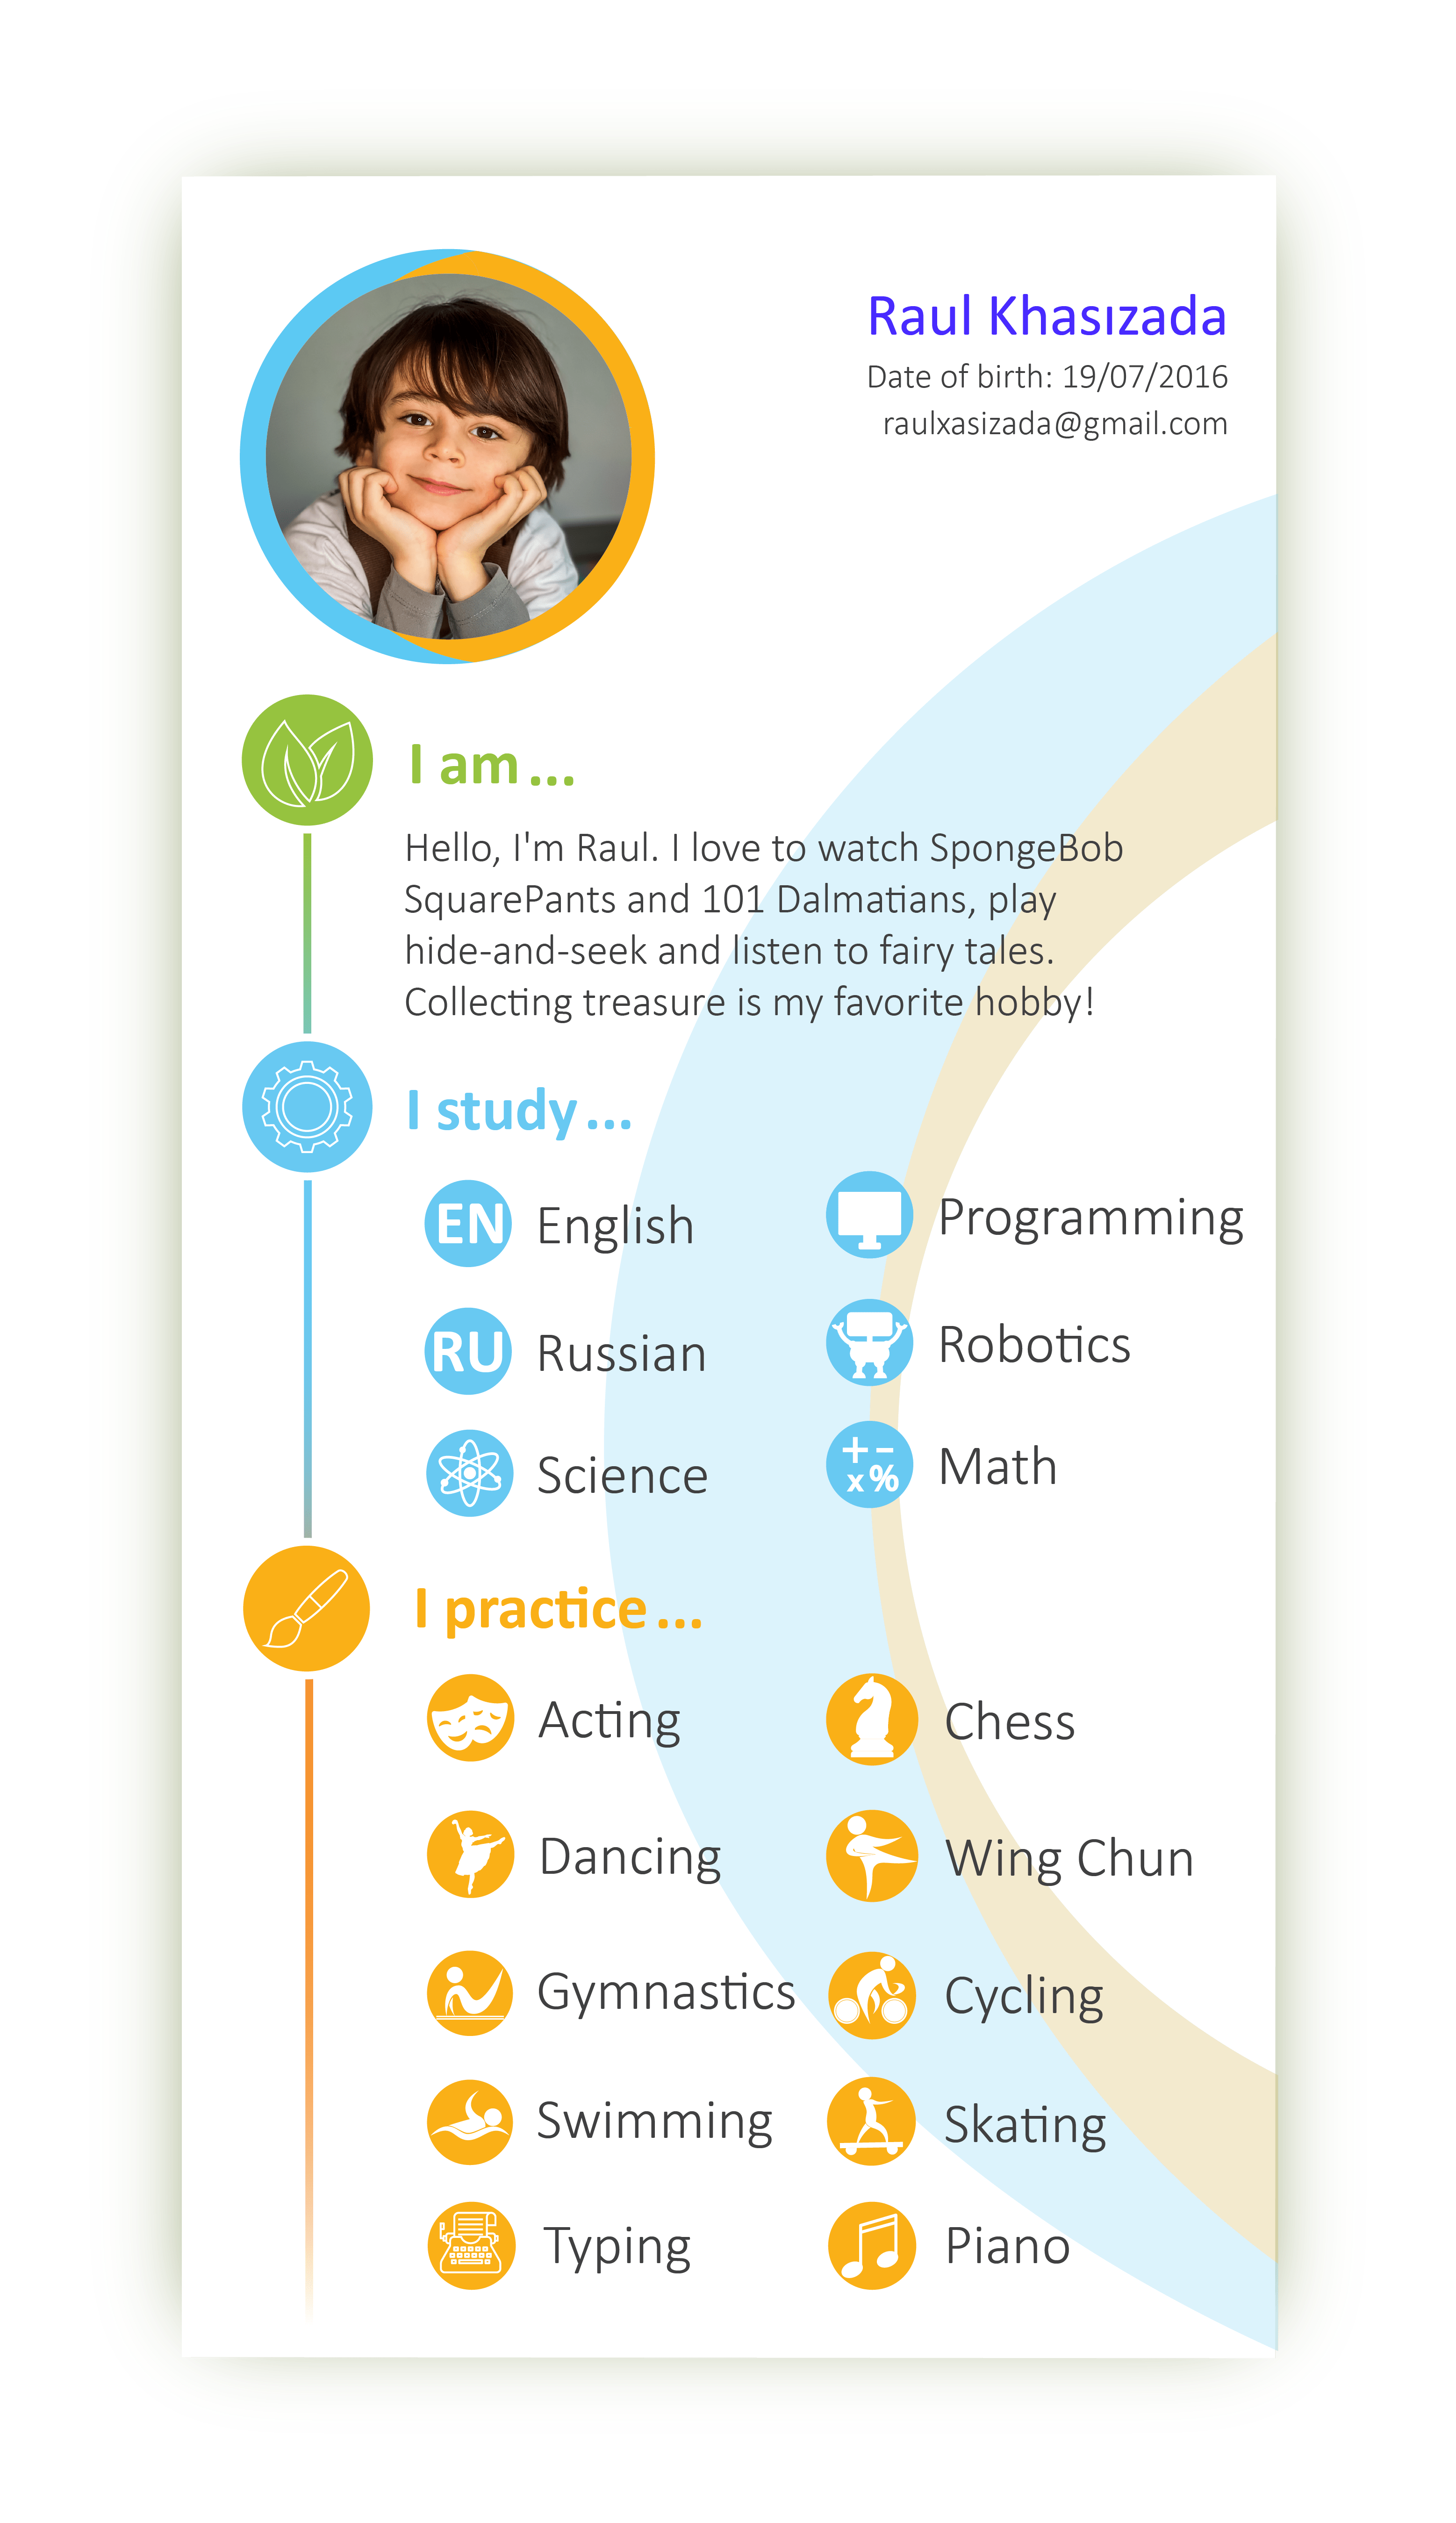 Raul Khasızada
Date of birth: 19/07/2016
raulxasizada@gmail.com
I am...
Hello, I'm Raul. I love to watch SpongeBob
SquarePants and 101 Dalmatians, play
hide-and-seek and listen to fairy tales.
Collecting treasure is my favorite hobby!
I study...
EN English
Programming
RU Russian
Robotics
Science
+ -
x %
Math
I practice...
Acting
Chess
Dancing
Wing Chun
Gymnastics
Cycling
Swimming
Skating
Typing
Piano